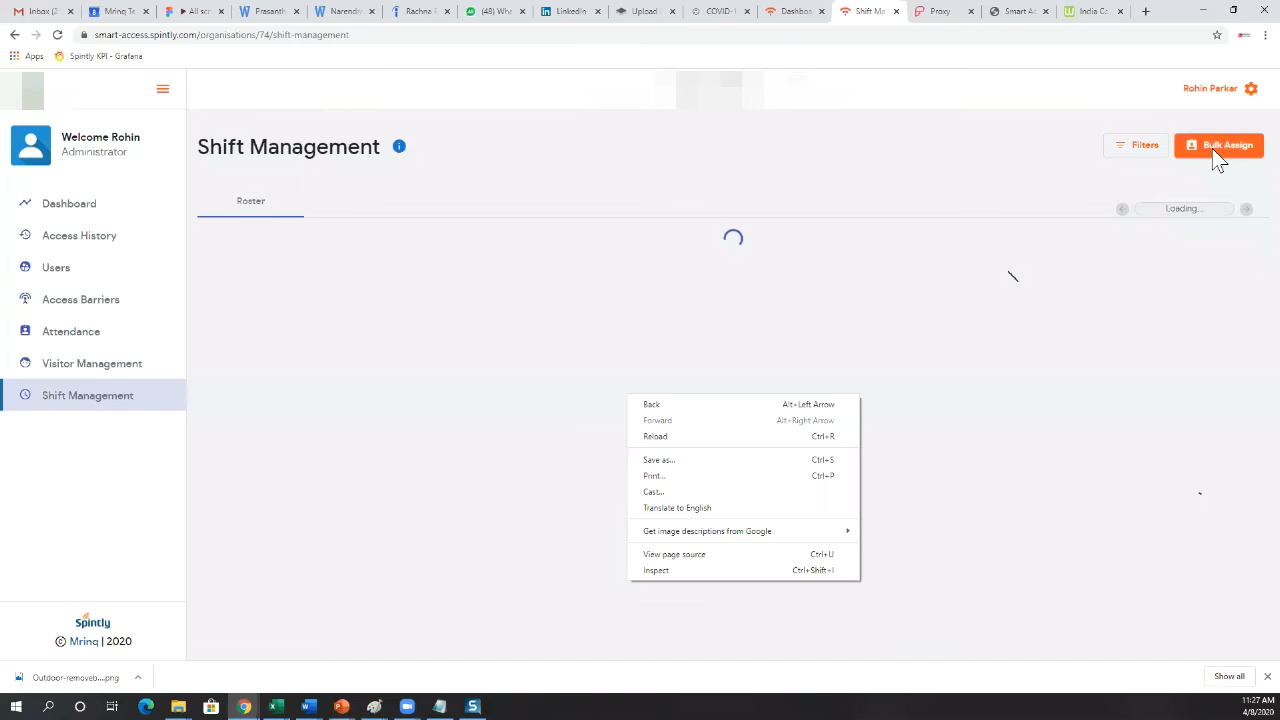 Inbox (2
Mrinq Te
All scr
Prasanth
Narendr
Rachna E
(48) Wha
LinkedIn
Upload
COVID-1
Dashboa
Shift Ma
Proxy
Smart Ac
India Co
smart-access.spintly.com/organisations/74/shift-management
Apps Spintly KPI - Grafana
Rohin Parkar
Welcome Rohin
Administrator
Shift Management
Filters
Bulk Assign
Roster
Loading...
Dashboard
Access History
Users
Access Barriers
Attendance
Visitor Management
Shift Management
Back Alt+Left Arrow
Forward Alt+Right Arrow
Reload Ctrl+R
Save as... Ctrl+S
Print... Ctrl+P
Cast...
Translate to English
Get image descriptions from Google
View page source Ctrl+U
Inspect Ctrl+Shift+I
Spintly
© Mrinq | 2020
Outdoor-removeb....png
Show all
11:27 AM
4/8/2020